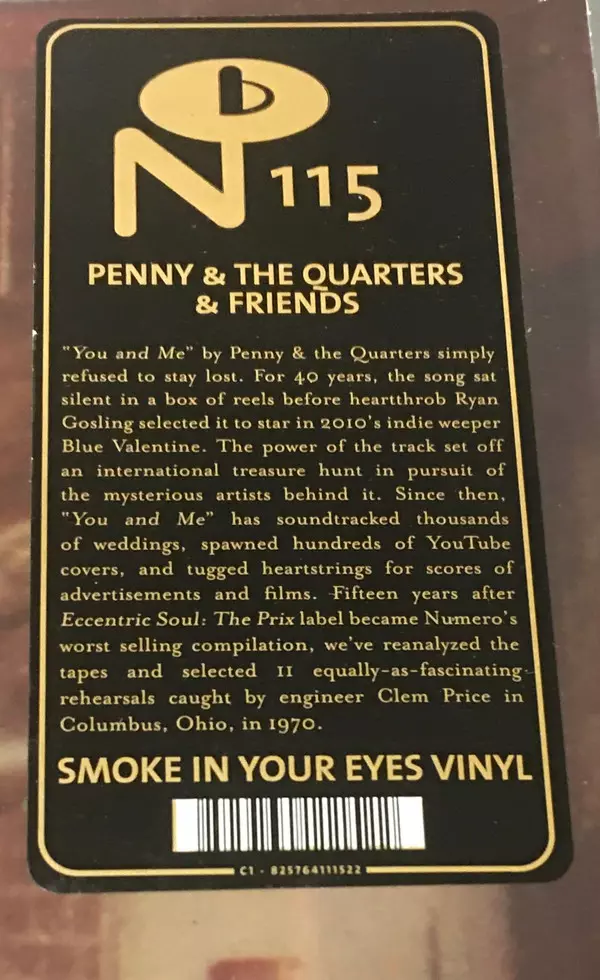 N b 115
PENNY & THE QUARTERS
& FRIENDS
"You and Me" by Penny & the Quarters simply
refused to stay lost. For 40 years, the song sat
silent in a box of reels before heartthrob Ryan
Gosling selected it to star in 2010's indie weeper
Blue Valentine. The power of the track set off
an international treasure hunt in pursuit of
the mysterious artists behind it. Since then,
"You and Me" has soundtracked thousands
of weddings, spawned hundreds of YouTube
covers, and tugged heartstrings for scores of
advertisements and films. Fifteen years after
Eccentric Soul: The Prix label became Numero's
worst selling compilation, we've reanalyzed the
tapes and selected 11 equally-as-fascinating
rehearsals caught by engineer Clem Price in
Columbus, Ohio, in 1970.
SMOKE IN YOUR EYES VINYL
C1 - 825764111522